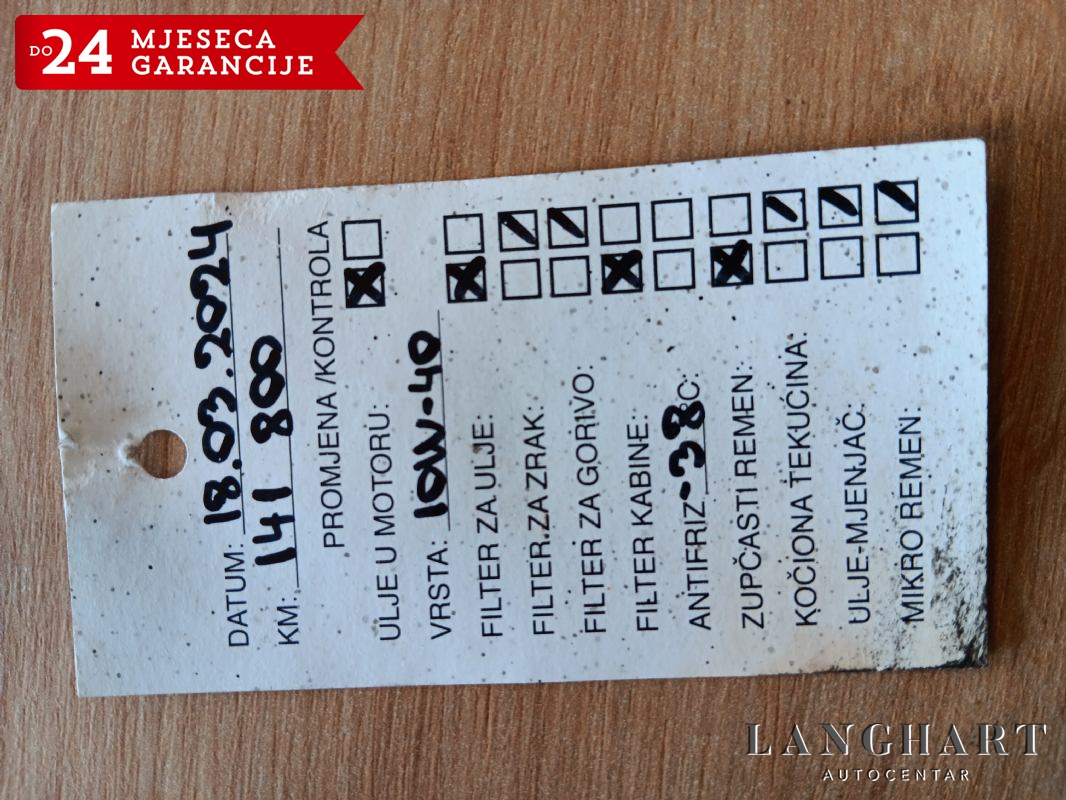 DO 24 MJESECA
GARANCIJE
DATUM: 18.03.2024
KM: 141 800
PROMJENA/KONTROLA
ULJE U MOTORU:
VRSTA: 10W-40
FILTER ZA ULJE:
FILTER ZA ZRAK:
FILTER ZA GORIVO:
FILTER KABINE:
ANTIFRIZ -38 C:
ZUPČASTI REMEN:
KOČIONA TEKUĆINA:
ULJE-MJENJAČ:
MIKRO REMEN
LANGHART
AUTOCENTAR